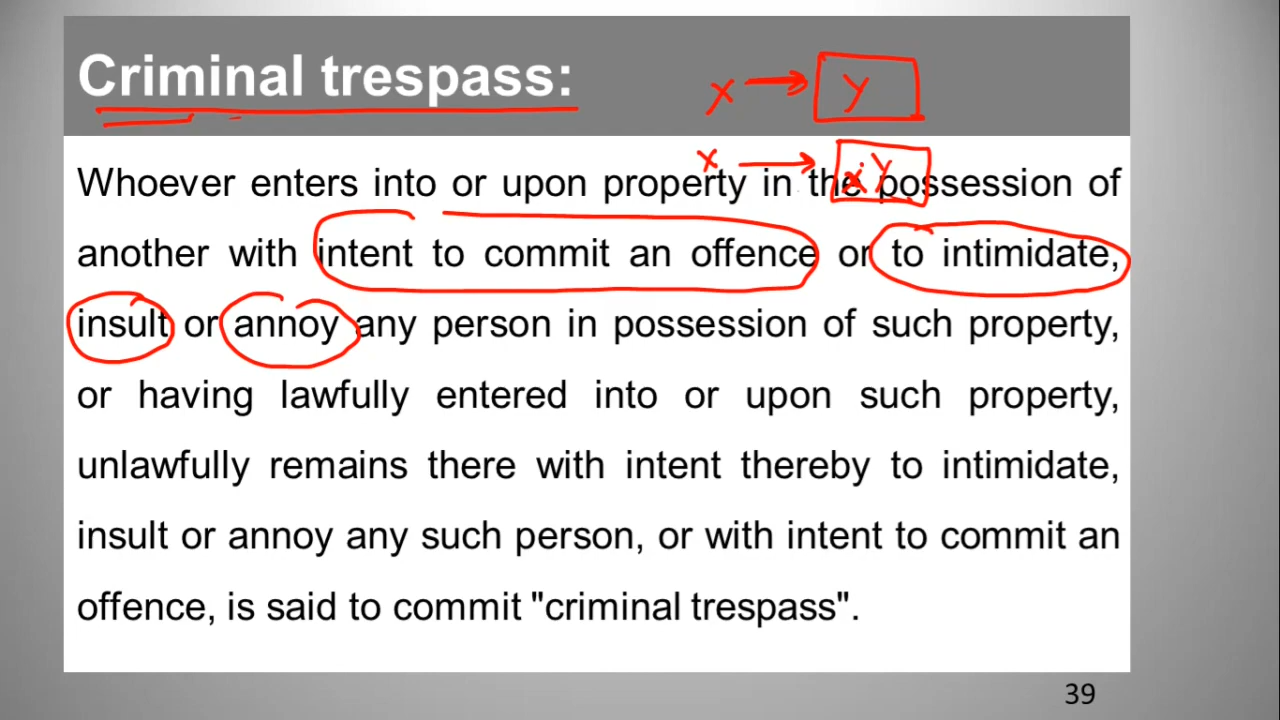 Criminal trespass:
x → y
x → x y
Whoever enters into or upon property in the possession of
another with intent to commit an offence or to intimidate,
insult or annoy any person in possession of such property,
or having lawfully entered into or upon such property,
unlawfully remains there with intent thereby to intimidate,
insult or annoy any such person, or with intent to commit an
offence, is said to commit "criminal trespass".
39